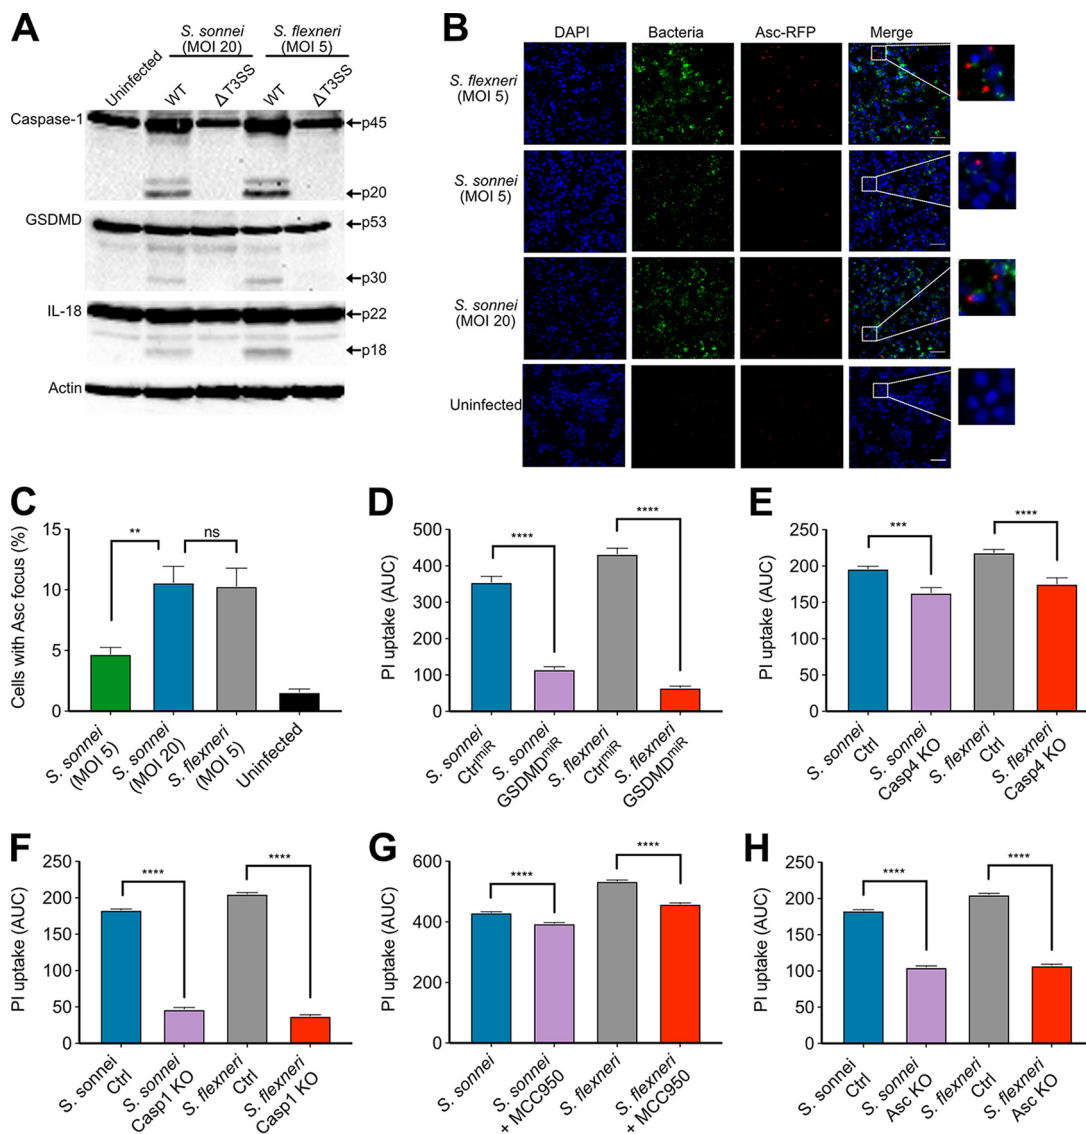 A
S. sonnei
(MOI 20)
S. flexneri
(MOI 5)
Uninfected
WT
ΔT3SS
WT
ΔT3SS
Caspase-1
p45
p20
GSDMD
p53
p30
IL-18
p22
p18
Actin
B
DAPI
Bacteria
Asc-RFP
Merge
S. flexneri
(MOI 5)
S. sonnei
(MOI 5)
S. sonnei
(MOI 20)
Uninfected
C
Cells with Asc focus (%)
15
10
5
0
**
ns
S. sonnei
(MOI 5)
S. sonnei
(MOI 20)
S. flexneri
(MOI 5)
Uninfected
D
PI uptake (AUC)
500
400
300
200
100
0
****
****
S. sonnei
CtrlmiR
S. sonnei
GSDMDmiR
S. flexneri
CtrlmiR
S. flexneri
GSDMDmiR
E
PI uptake (AUC)
250
200
150
100
50
0
***
****
S. sonnei
Ctrl
S. sonnei
Casp4 KO
S. flexneri
Ctrl
S. flexneri
Casp4 KO
F
PI uptake (AUC)
250
200
150
100
50
0
****
****
S. sonnei
Ctrl
S. sonnei
Casp1 KO
S. flexneri
Ctrl
S. flexneri
Casp1 KO
G
PI uptake (AUC)
600
400
200
0
****
****
S. sonnei
S. sonnei
+ MCC950
S. flexneri
S. flexneri
+ MCC950
H
PI uptake (AUC)
250
200
150
100
50
0
****
****
S. sonnei
Ctrl
S. sonnei
Asc KO
S. flexneri
Ctrl
S. flexneri
Asc KO